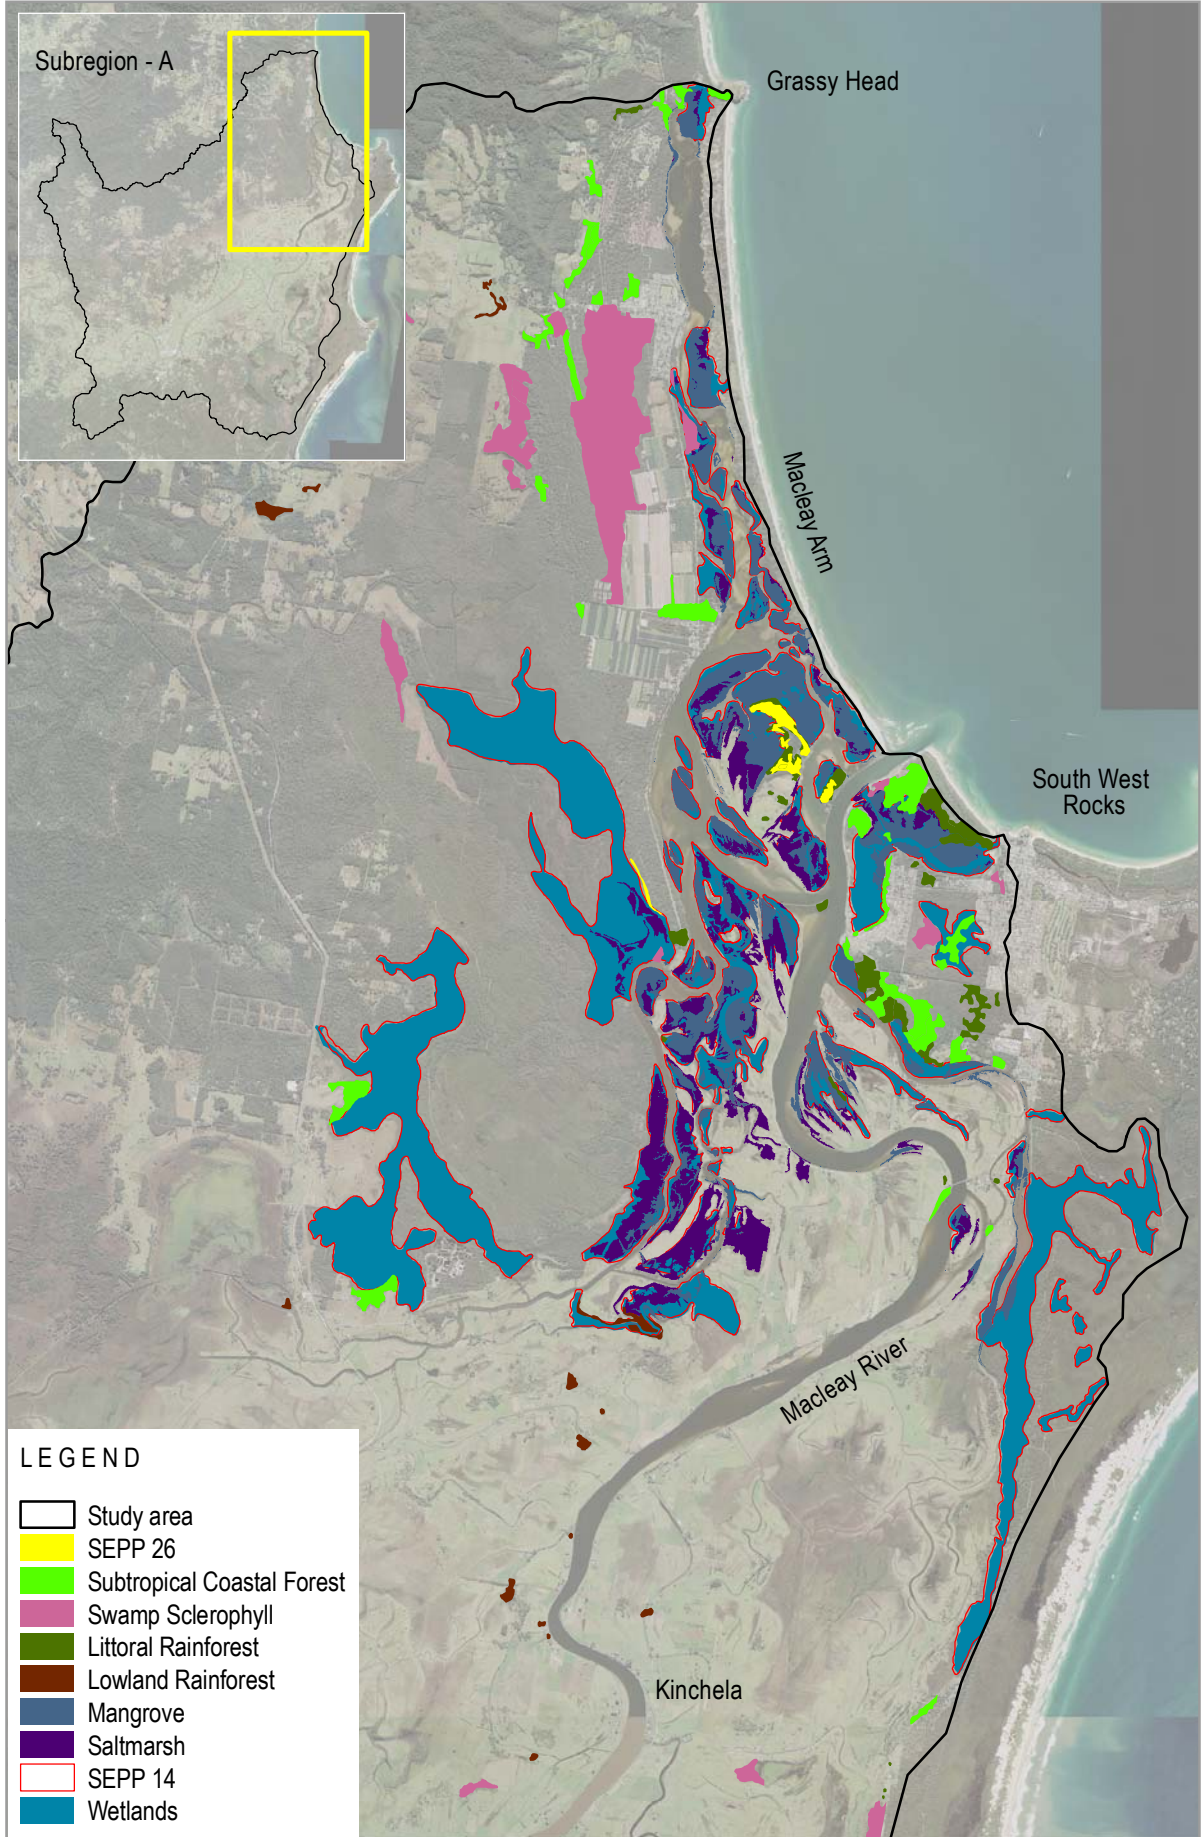 Subregion - A
Grassy Head
Macleay Arm
South West
Rocks
Macleay River
Kinchela
LEGEND
Study area
SEPP 26
Subtropical Coastal Forest
Swamp Sclerophyll
Littoral Rainforest
Lowland Rainforest
Mangrove
Saltmarsh
SEPP 14
Wetlands